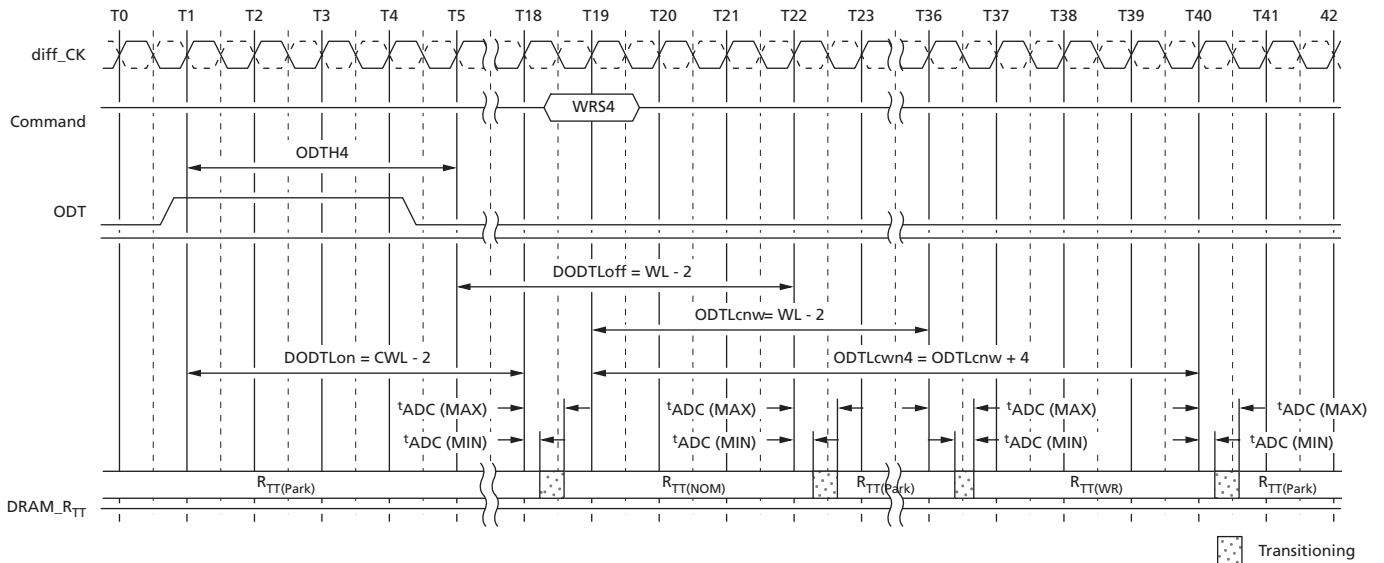 T0 T1 T2 T3 T4 T5 T18 T19 T20 T21 T22 T23 T36 T37 T38 T39 T40 T41 42
diff_CK
WRS4
Command
ODTH4
ODT
DODTLoff = WL - 2
ODTLcnw= WL - 2
DODTLon = CWL - 2 ODTLcwn4 = ODTLcnw + 4
tADC (MAX) tADC (MAX) tADC (MAX) tADC (MAX)
tADC (MIN) tADC (MIN) tADC (MIN) tADC (MIN)
RTT(Park) RTT(NOM) RTT(Park) RTT(WR) RTT(Park)
DRAM_RTT
Transitioning